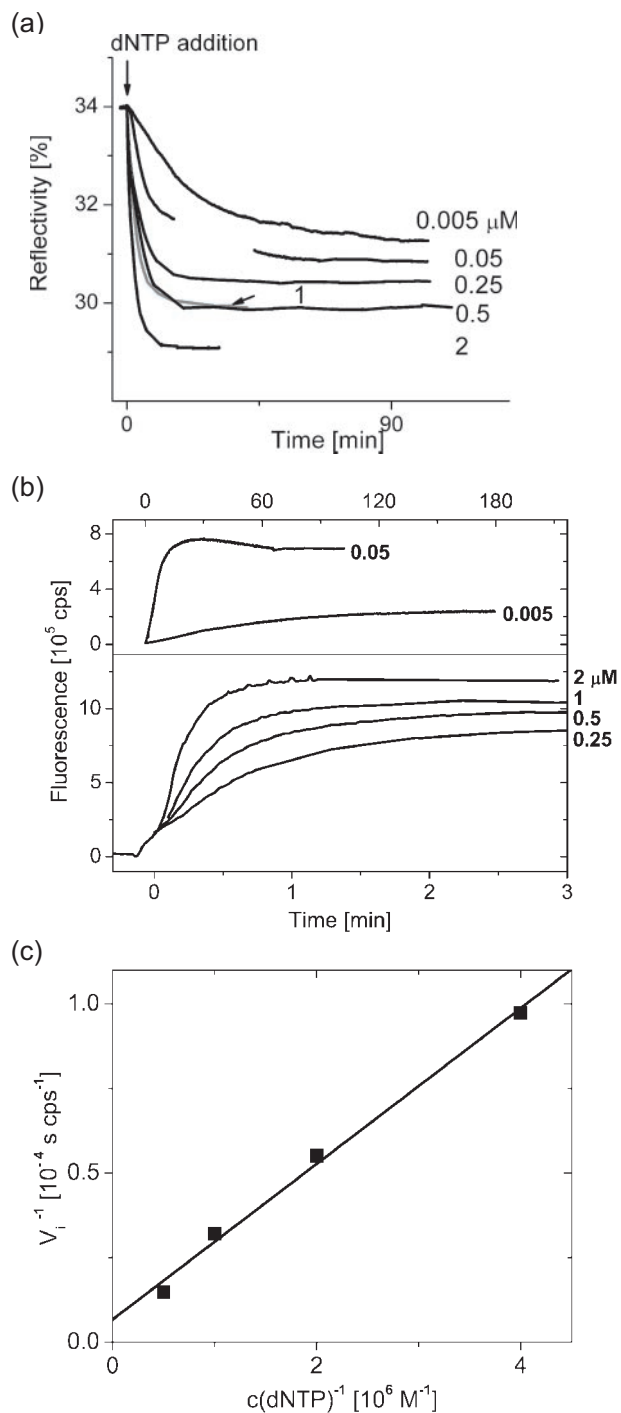 (a)
dNTP addition
34
32
30
Reflectivity [%]
0.005 µM
0.05
0.25
1
0.5
2
0
90
Time [min]
(b)
0 60 120 180
8
4
0
0.05
0.005
Fluorescence [10⁵ cps]
10
5
0
2 µM
1
0.5
0.25
0 1 2 3
Time [min]
(c)
1.0
0.5
0.0
Vᵢ⁻¹ [10⁻⁴ s cps⁻¹]
0 2 4
c(dNTP)⁻¹ [10⁶ M⁻¹]